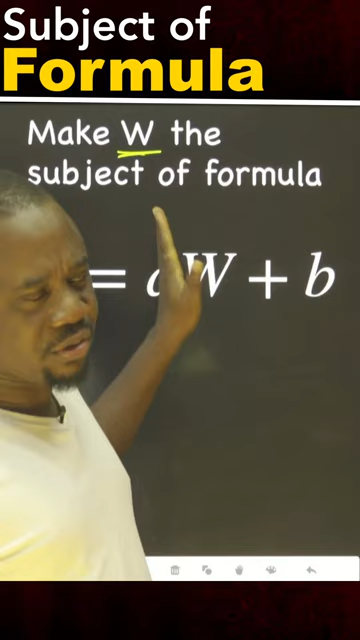 Subject of
Formula
Make W the
subject of formula
= W + b